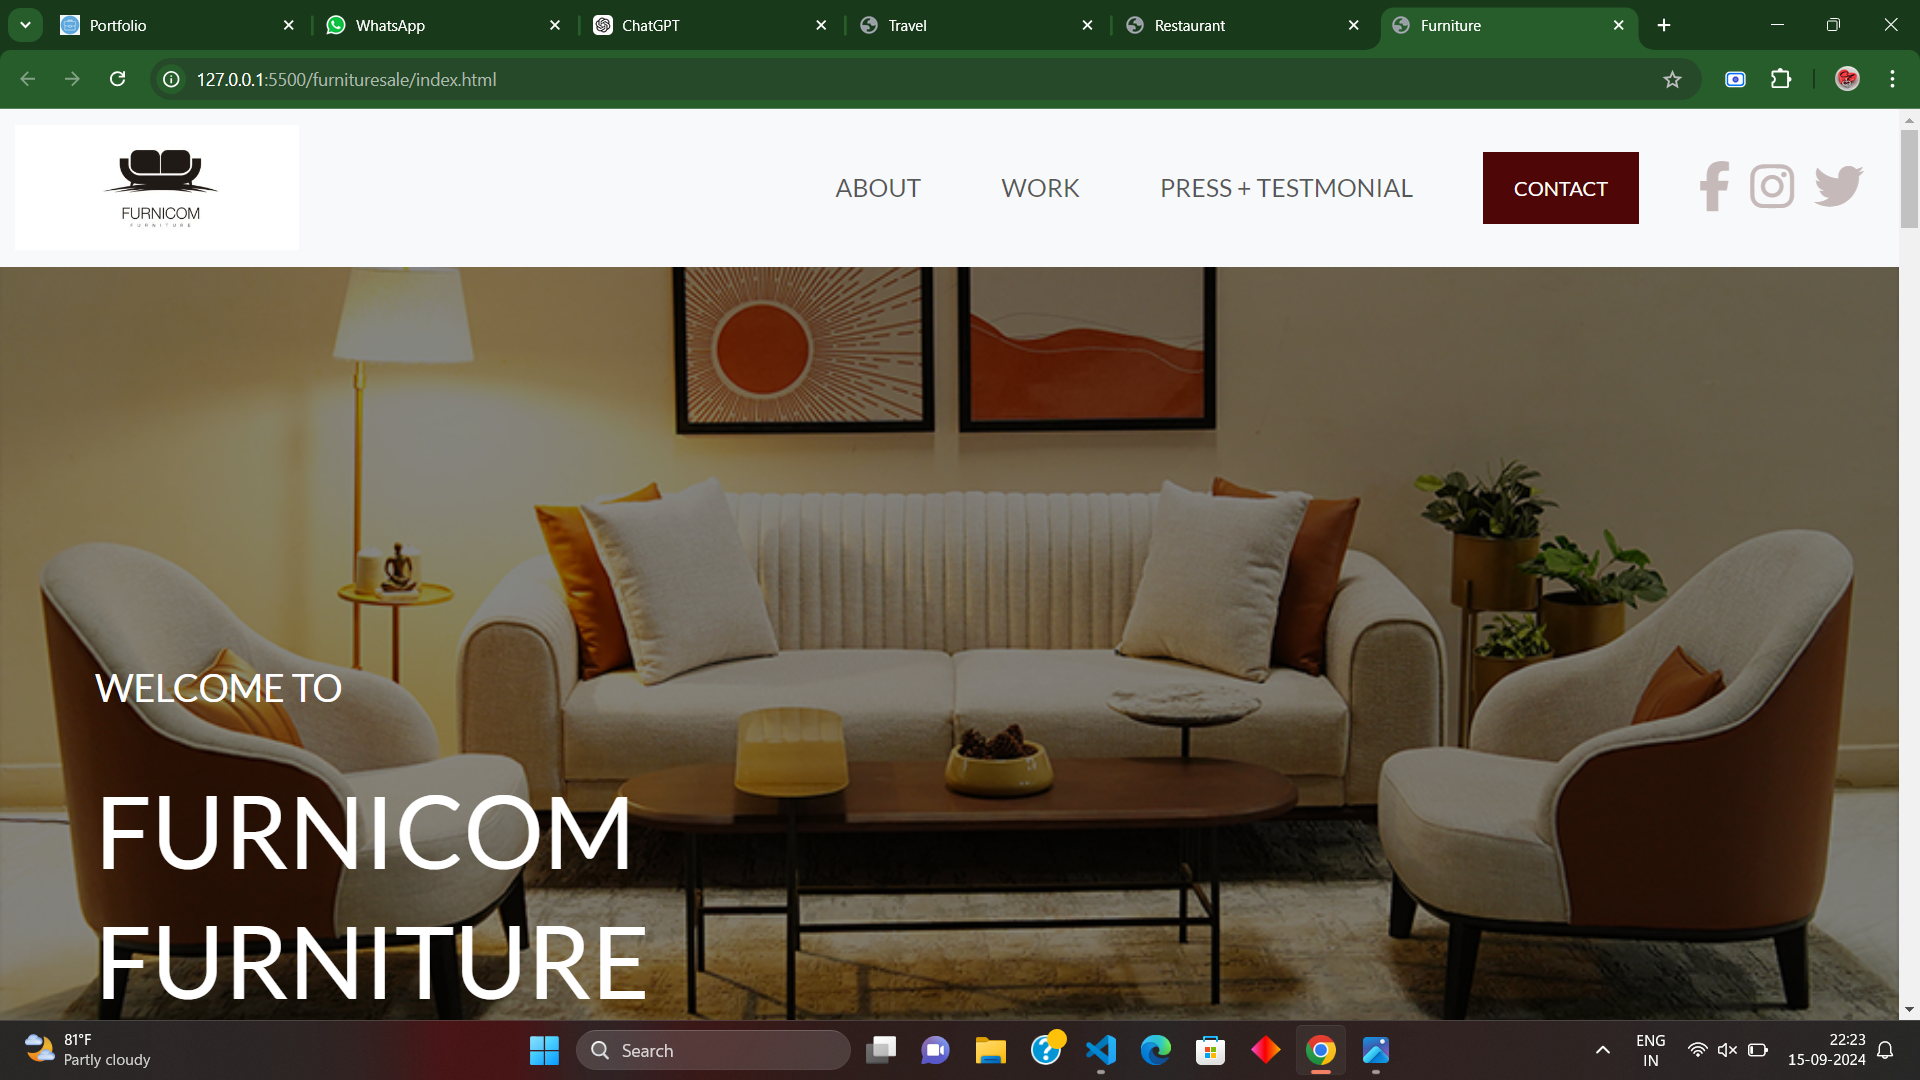 Portfolio
WhatsApp
ChatGPT
Travel
Restaurant
Furniture
127.0.0.1:5500/furnituresale/index.html
FURNICOM
FURNITURE
ABOUT
WORK
PRESS + TESTMONIAL
CONTACT
WELCOME TO
FURNICOM
FURNITURE
81°F
Partly cloudy
Search
ENG
IN
22:23
15-09-2024